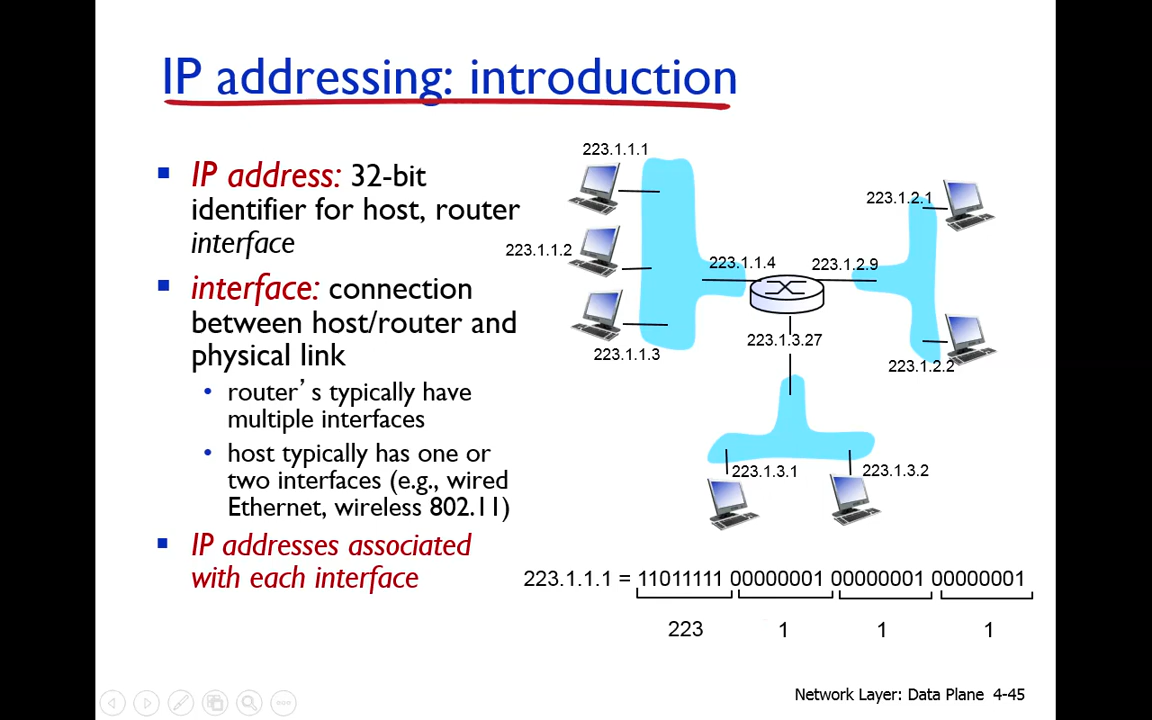 IP addressing: introduction
IP address: 32-bit
identifier for host, router
interface
interface: connection
between host/router and
physical link
router’s typically have
multiple interfaces
host typically has one or
two interfaces (e.g., wired
Ethernet, wireless 802.11)
IP addresses associated
with each interface
223.1.1.1
223.1.1.2
223.1.1.3
223.1.1.4
223.1.2.9
223.1.2.1
223.1.2.2
223.1.3.27
223.1.3.1
223.1.3.2
223.1.1.1 = 11011111 00000001 00000001 00000001
223 1 1 1
Network Layer: Data Plane 4-45